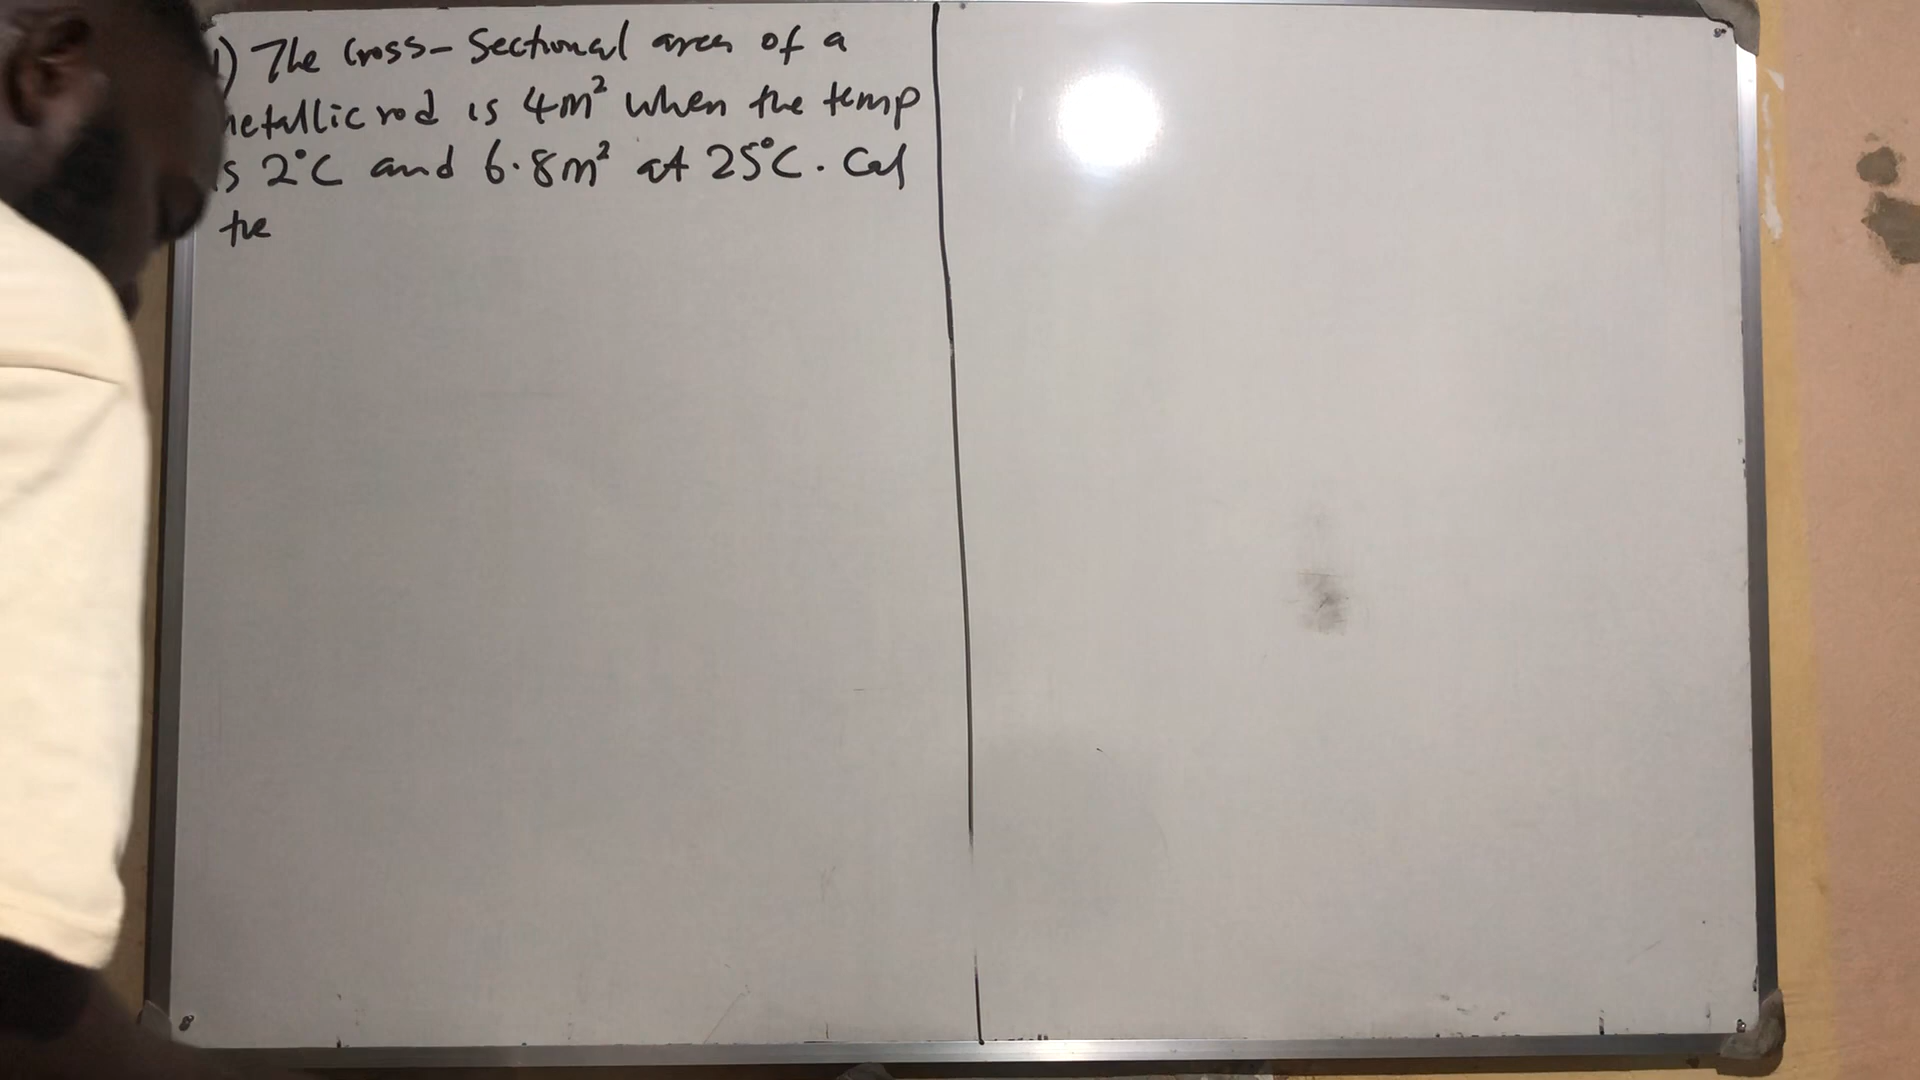 1) The Cross-Sectional area of a
metallic rod is 4m² when the temp
is 2°C and 6.8m² at 25°C. Cal
the